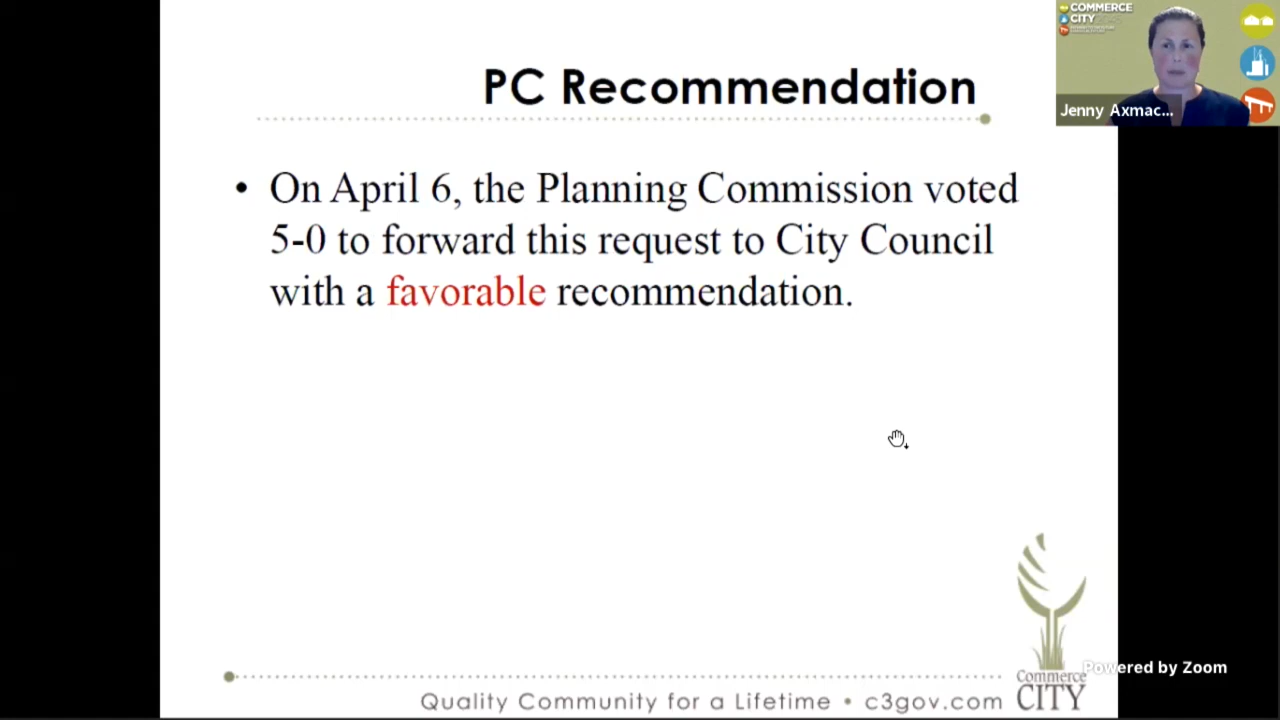 COMMERCE
CITY
Jenny Axmac...
PC Recommendation
• On April 6, the Planning Commission voted
5-0 to forward this request to City Council
with a favorable recommendation.
Powered by Zoom
Commerce
CITY
Quality Community for a Lifetime • c3gov.com